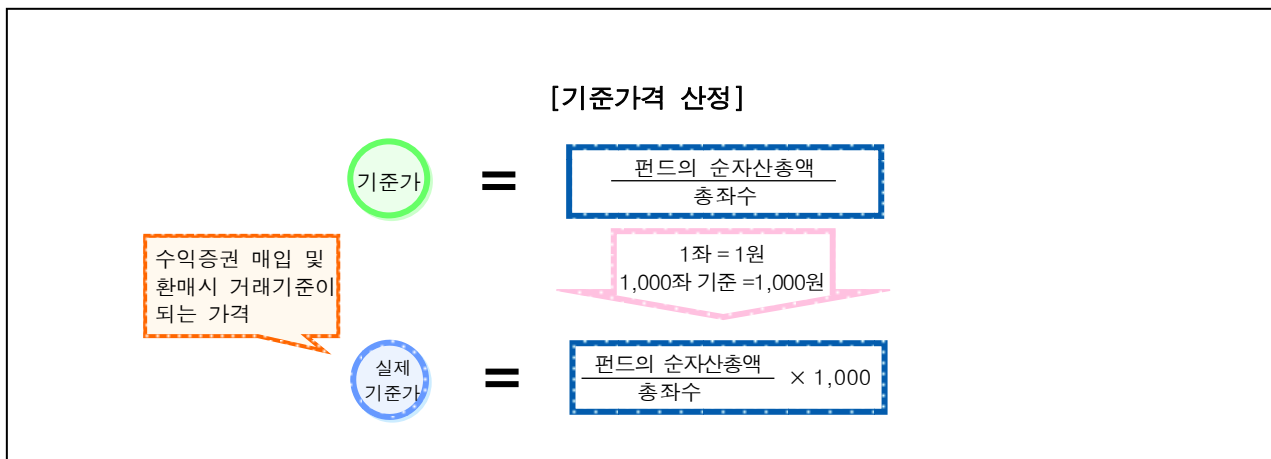 [기준가격 산정]
기준가
=
펀드의 순자산총액
총좌수
1좌 = 1원
1,000좌 기준 =1,000원
수익증권 매입 및
환매시 거래기준이
되는 가격
실제
기준가
=
펀드의 순자산총액
총좌수
× 1,000